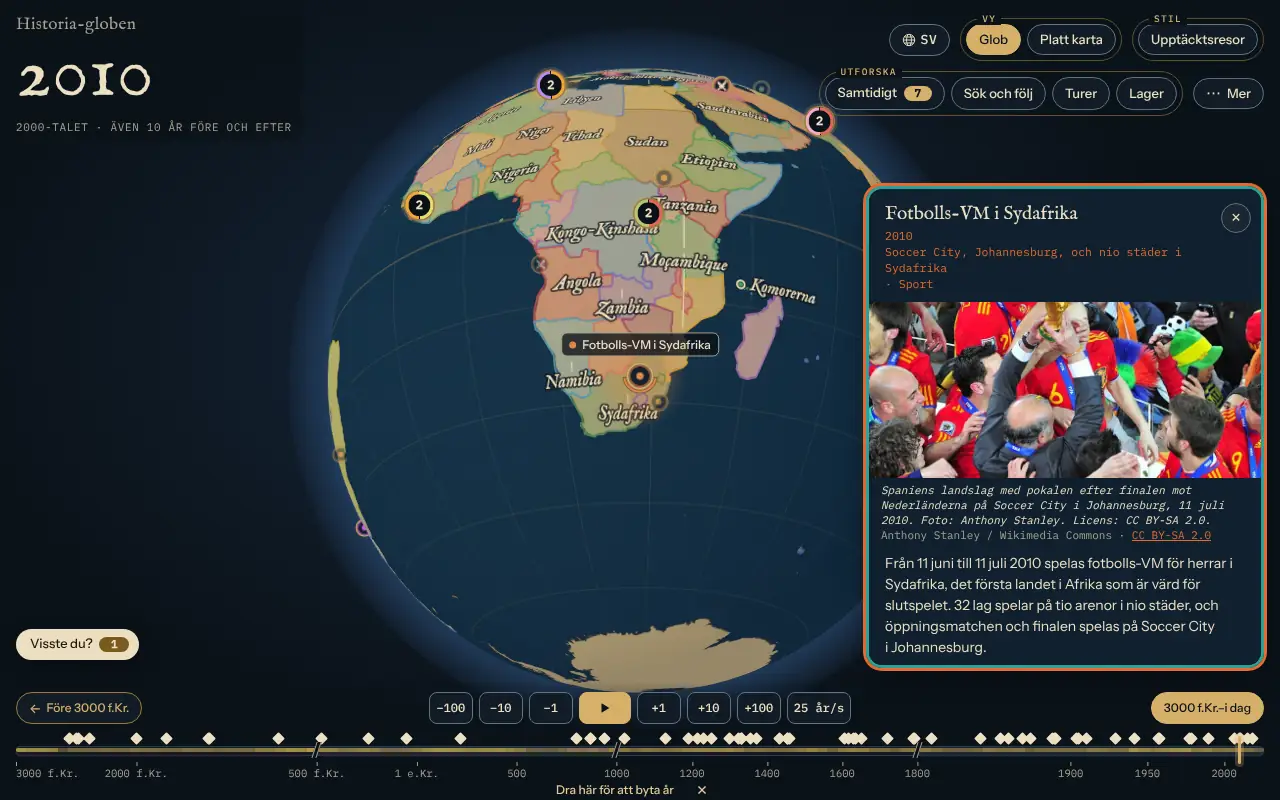 Historia-globen
2010
2000-TALET · ÄVEN 10 ÅR FÖRE OCH EFTER
SV
VY
Glob
Platt karta
STIL
Upptäcktsresor
UTFORSKA
Samtidigt 7
Sök och följ
Turer
Lager
··· Mer
2
2
2
2
Libyen
Saudiarabien
Mali
Niger
Tchad
Sudan
Nigeria
Etiopien
Tanzania
Kongo-Kinshasa
Moçambique
Angola
Komorerna
Zambia
Fotbolls-VM i Sydafrika
Namibia
Sydafrika
Fotbolls-VM i Sydafrika
×
2010
Soccer City, Johannesburg, och nio städer i
Sydafrika
· Sport
6
9
Spaniens landslag med pokalen efter finalen mot
Nederländerna på Soccer City i Johannesburg, 11 juli
2010. Foto: Anthony Stanley. Licens: CC BY-SA 2.0.
Anthony Stanley / Wikimedia Commons · CC BY-SA 2.0
Från 11 juni till 11 juli 2010 spelas fotbolls-VM för herrar i
Sydafrika, det första landet i Afrika som är värd för
slutspelet. 32 lag spelar på tio arenor i nio städer, och
öppningsmatchen och finalen spelas på Soccer City
i Johannesburg.
Visste du? 1
← Före 3000 f.Kr.
−100
−10
−1
+1
+10
+100
25 år/s
3000 f.Kr.–i dag
3000 f.Kr.
2000 f.Kr.
500 f.Kr.
1 e.Kr.
500
1000
1200
1400
1600
1800
1900
1950
2000
Dra här för att byta år ×